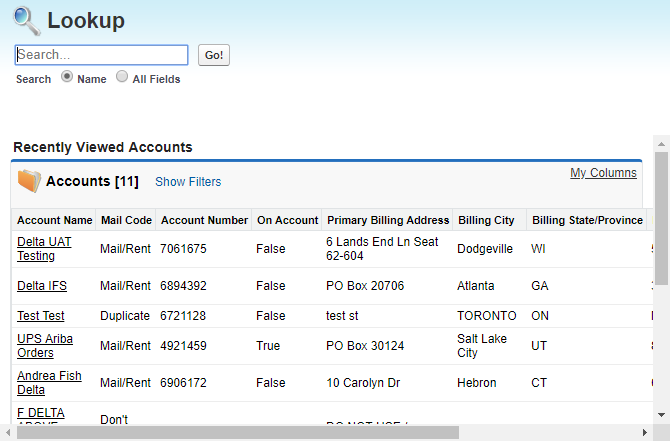 Lookup
Search...
Go!
Search Name All Fields
Recently Viewed Accounts
Accounts [11] Show Filters My Columns
Account Name Mail Code Account Number On Account Primary Billing Address Billing City Billing State/Province
Delta UAT Testing Mail/Rent 7061675 False 6 Lands End Ln Seat 62-604 Dodgeville WI
Delta IFS Mail/Rent 6894392 False PO Box 20706 Atlanta GA
Test Test Duplicate 6721128 False test st TORONTO ON
UPS Ariba Orders Mail/Rent 4921459 True PO Box 30124 Salt Lake City UT
Andrea Fish Delta Mail/Rent 6906172 False 10 Carolyn Dr Hebron CT
F DELTA Don't